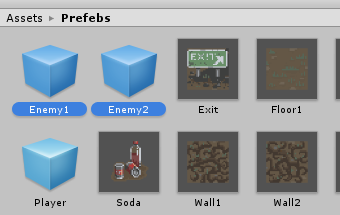 Assets ▸ Prefebs
EXIT
Enemy1 Enemy2 Exit Floor1
Player Soda Wall1 Wall2